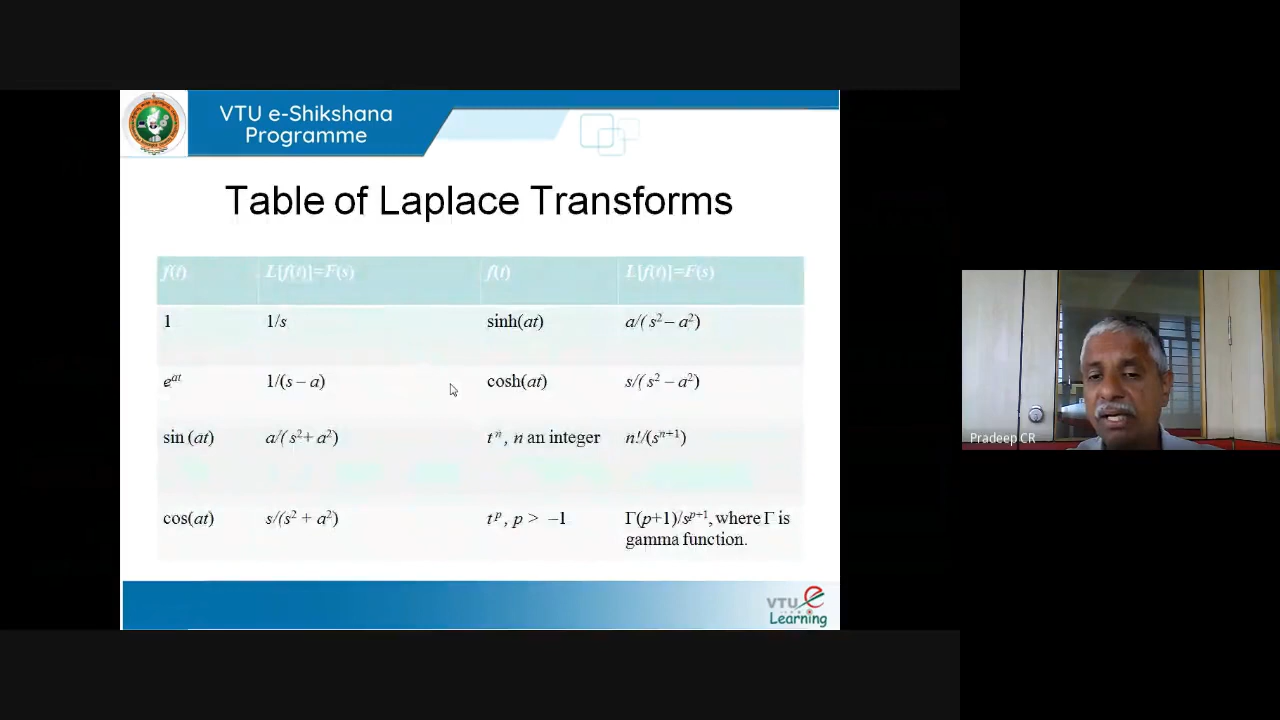 VTU e-Shikshana
Programme
Table of Laplace Transforms
f(t) L[f(t)]=F(s) f(t) L[f(t)]=F(s)
1 1/s sinh(at) a/( s² – a²)
eᵃᵗ 1/(s – a) cosh(at) s/( s² – a²)
sin (at) a/( s²+ a²) tⁿ, n an integer n!/(sⁿ⁺¹)
cos(at) s/(s² + a²) tᵖ, p > –1 Γ(p+1)/sᵖ⁺¹, where Γ is
gamma function.
Pradeep CR
VTU e
Learning